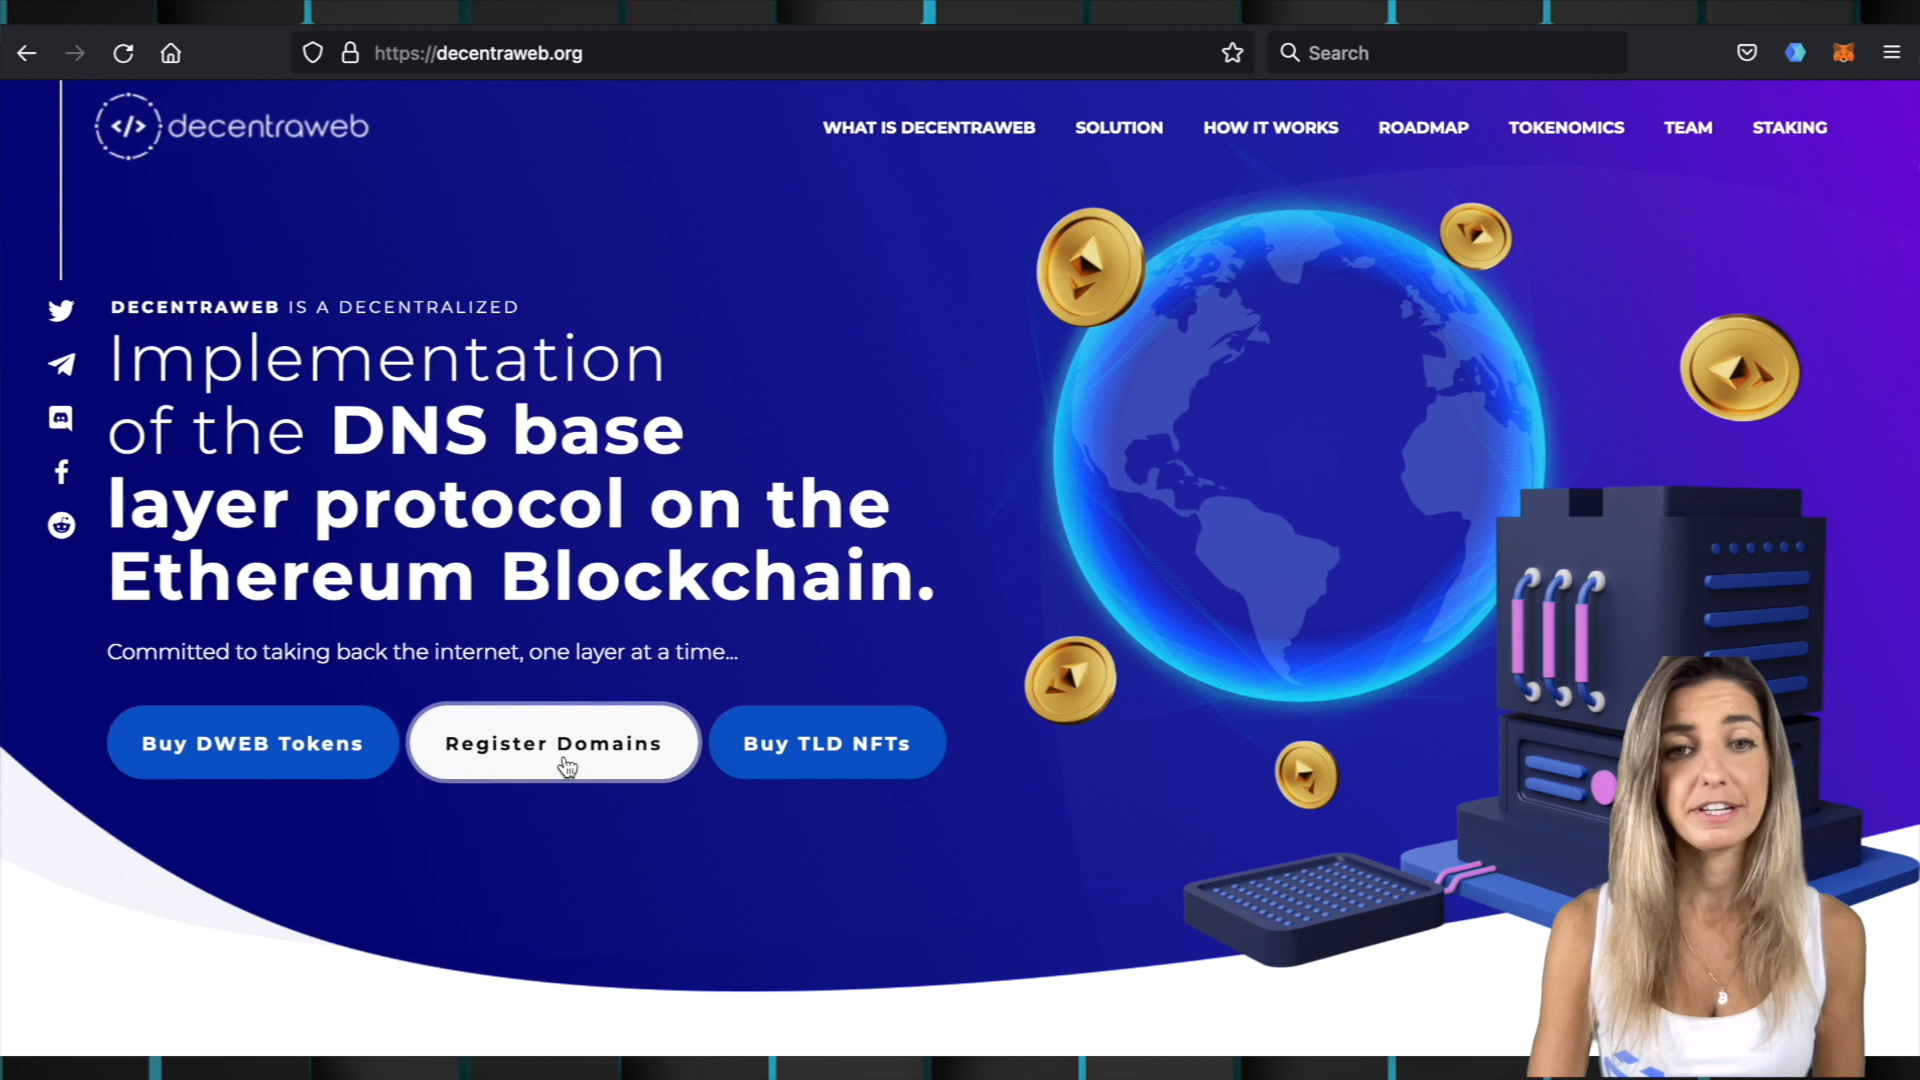 https://decentraweb.org
Search
</> decentraweb
WHAT IS DECENTRAWEB SOLUTION HOW IT WORKS ROADMAP TOKENOMICS TEAM STAKING
DECENTRAWEB IS A DECENTRALIZED
Implementation
of the DNS base
layer protocol on the
Ethereum Blockchain.
Committed to taking back the internet, one layer at a time...
Buy DWEB Tokens Register Domains Buy TLD NFTs